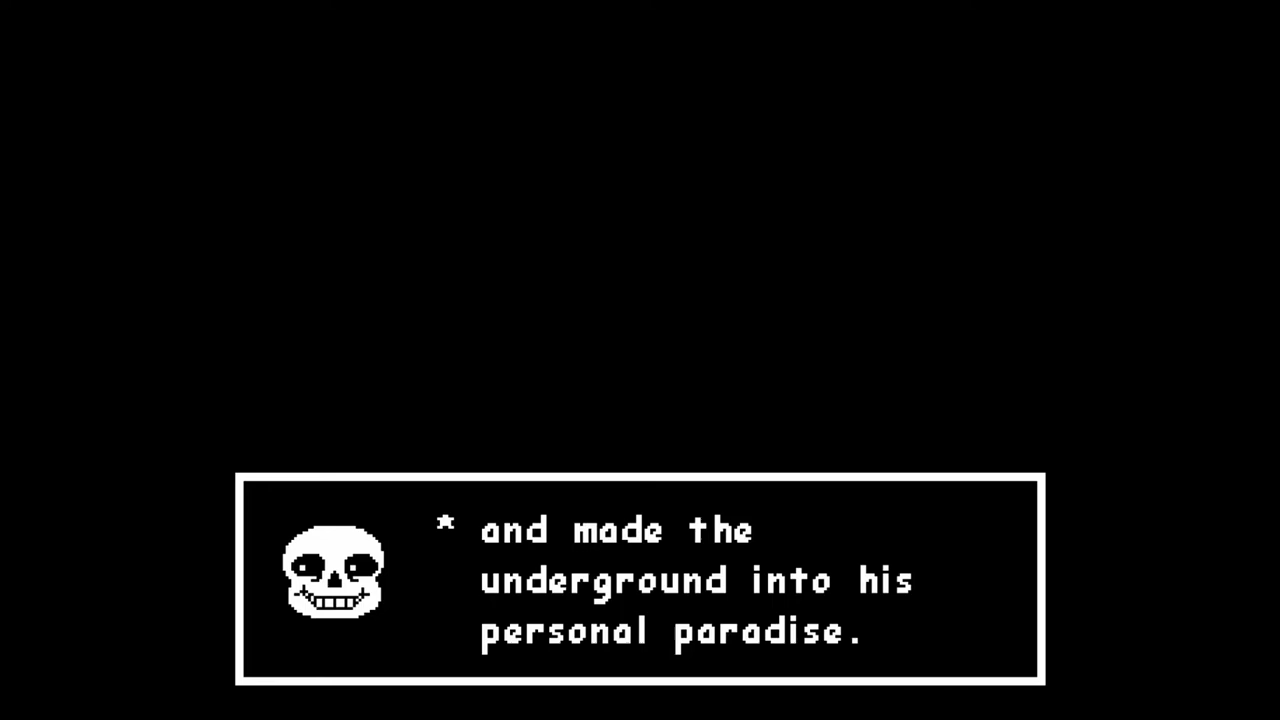 * and made the
underground into his
personal paradise.